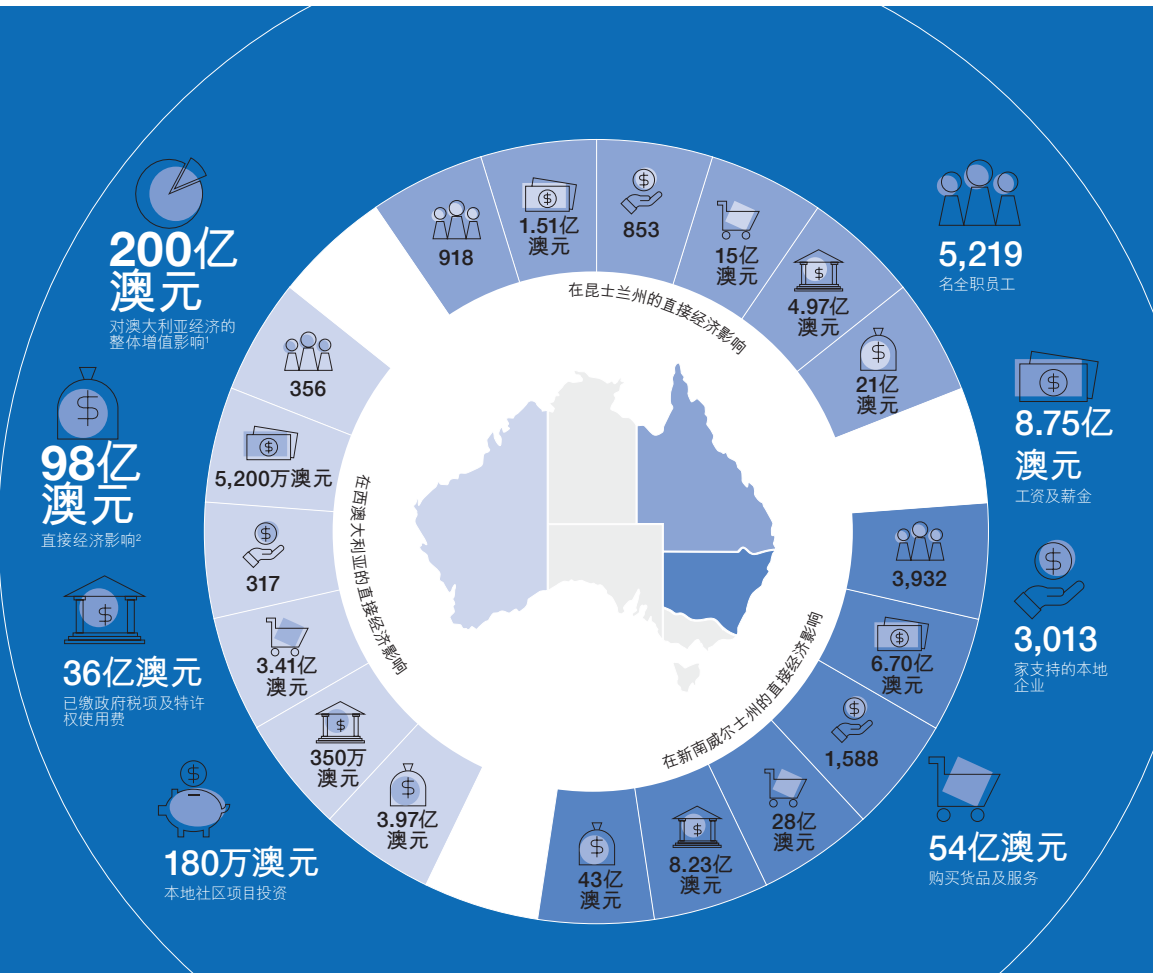 200亿
澳元
对澳大利亚经济的
整体增值影响¹
98亿
澳元
直接经济影响²
36亿澳元
已缴政府税项及特许
权使用费
180万澳元
本地社区项目投资
918
1.51亿
澳元
853
15亿
澳元
4.97亿
澳元
21亿
澳元
在昆士兰州的直接经济影响
356
5,200万澳元
317
3.41亿
澳元
350万
澳元
3.97亿
澳元
在西澳大利亚的直接经济影响
3,932
6.70亿
澳元
1,588
28亿
澳元
8.23亿
澳元
43亿
澳元
在新南威尔士州的直接经济影响
5,219
名全职员工
8.75亿
澳元
工资及薪金
3,013
家支持的本地
企业
54亿澳元
购买货品及服务